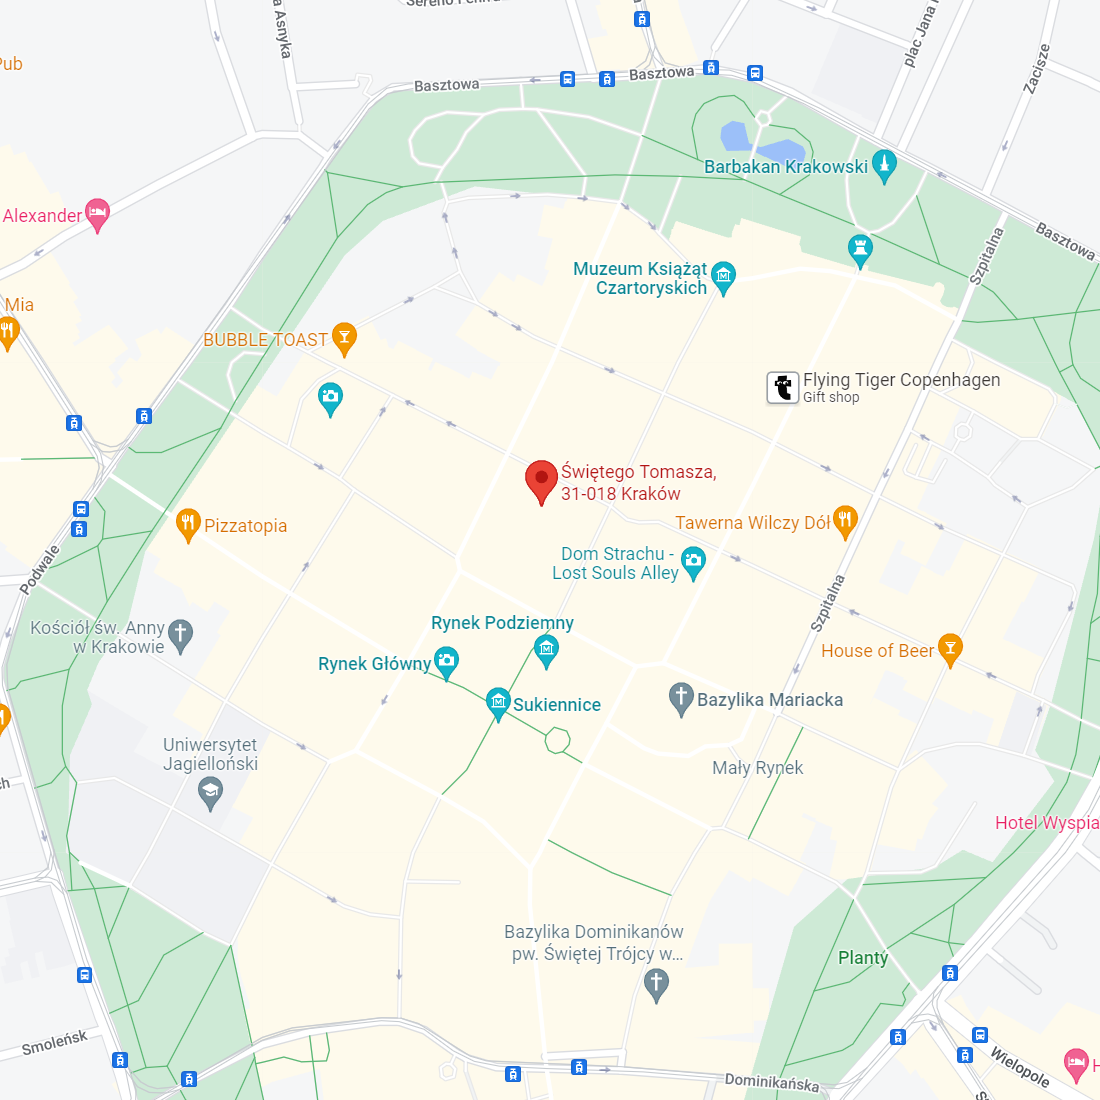 a Asnyka
plac Jana
Zacisze
Pub
Basztowa
Basztowa
Barbakan Krakowski
Alexander
Basztowa
Szpitalna
Muzeum Książąt
Czartoryskich
Mia
BUBBLE TOAST
Flying Tiger Copenhagen
Gift shop
Świętego Tomasza,
31-018 Kraków
Pizzatopia
Tawerna Wilczy Dół
Dom Strachu -
Lost Souls Alley
Podwale
Szpitalna
Rynek Podziemny
Kościół św. Anny
w Krakowie
House of Beer
Rynek Główny
Sukiennice
Bazylika Mariacka
Uniwersytet
Jagielloński
Mały Rynek
ch
Hotel Wyspia
Bazylika Dominikanów
pw. Świętej Trójcy w...
Planty
Smoleńsk
Wielopole
H
Dominikańska